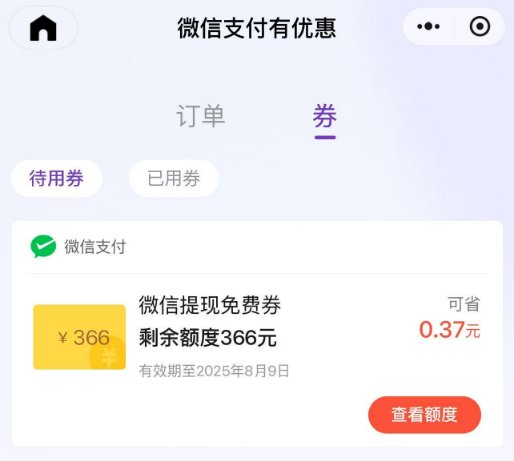 微信支付有优惠
订单
券
待用券
已用券
微信支付
¥ 366
¥
微信提现免费券
剩余额度366元
有效期至2025年8月9日
可省
0.37元
查看额度